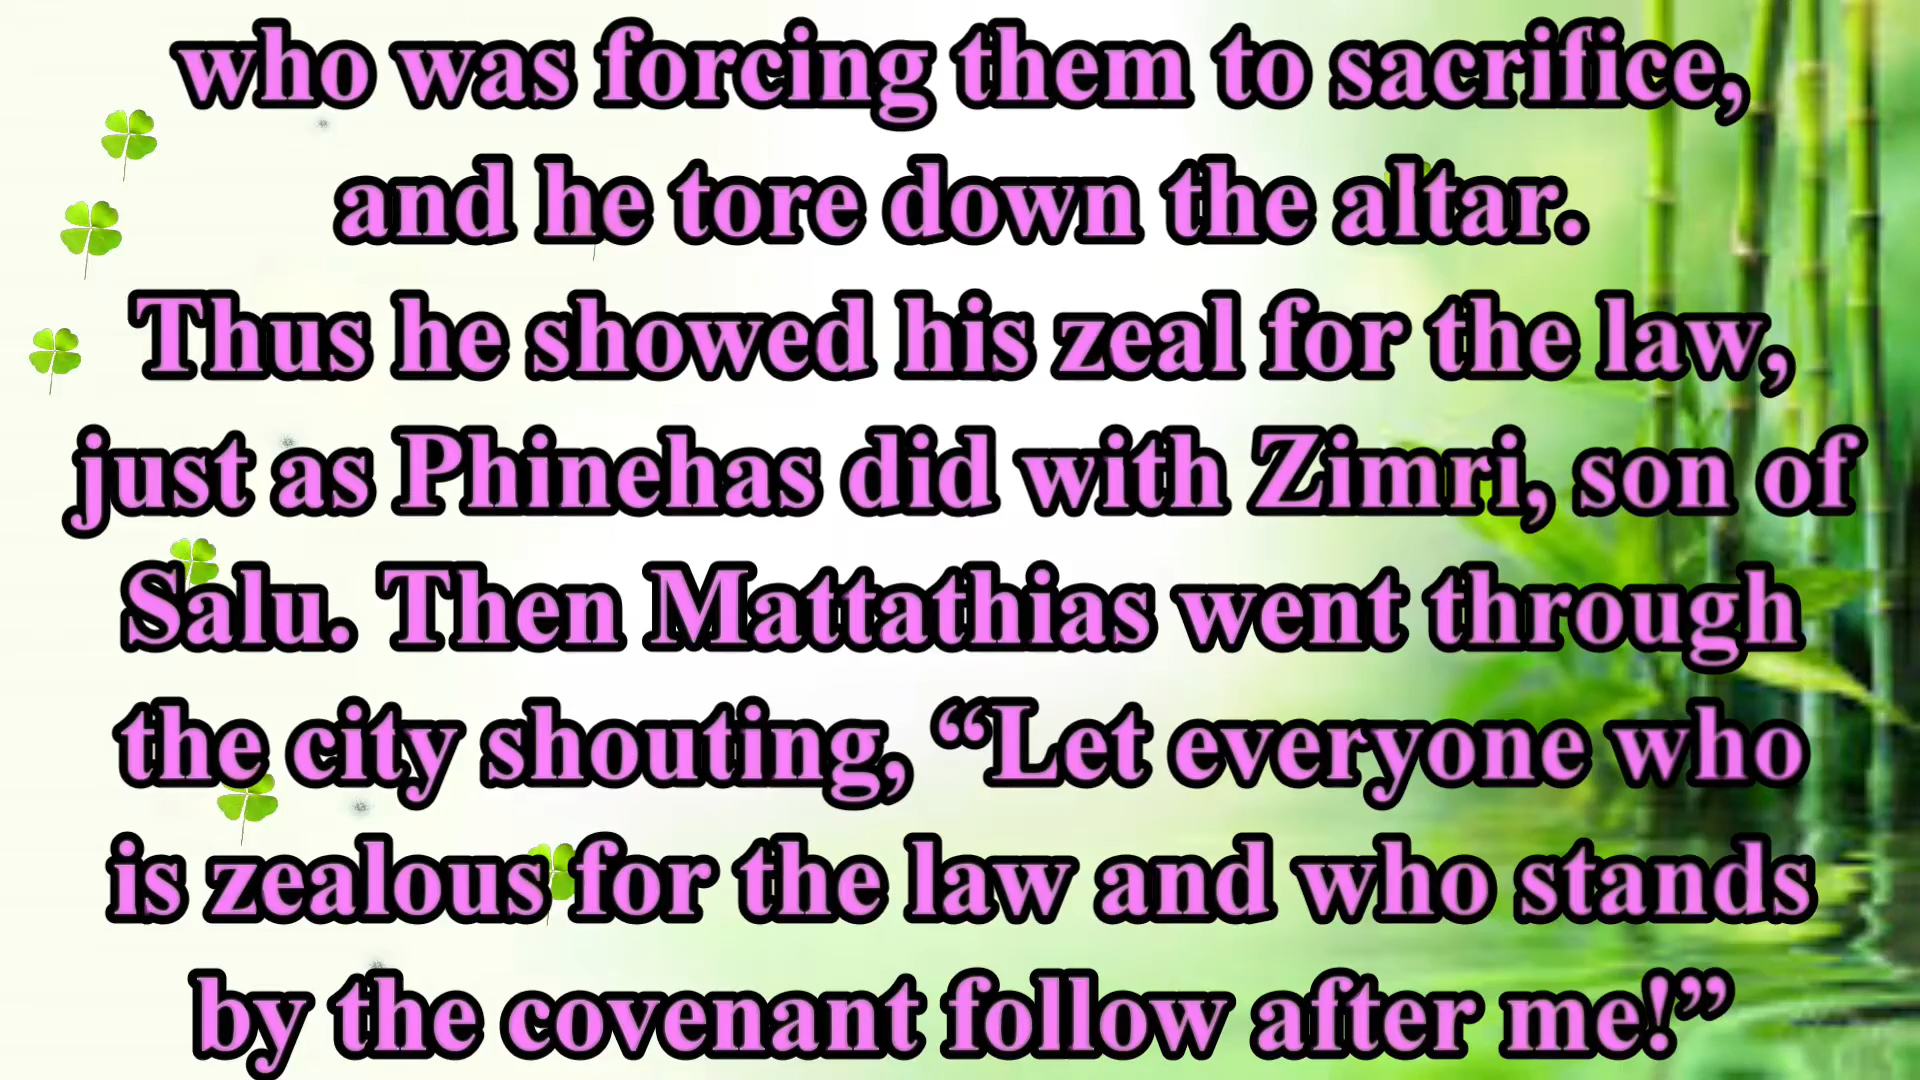 who was forcing them to sacrifice,
and he tore down the altar.
Thus he showed his zeal for the law,
just as Phinehas did with Zimri, son of
Salu. Then Mattathias went through
the city shouting, “Let everyone who
is zealous for the law and who stands
by the covenant follow after me!”